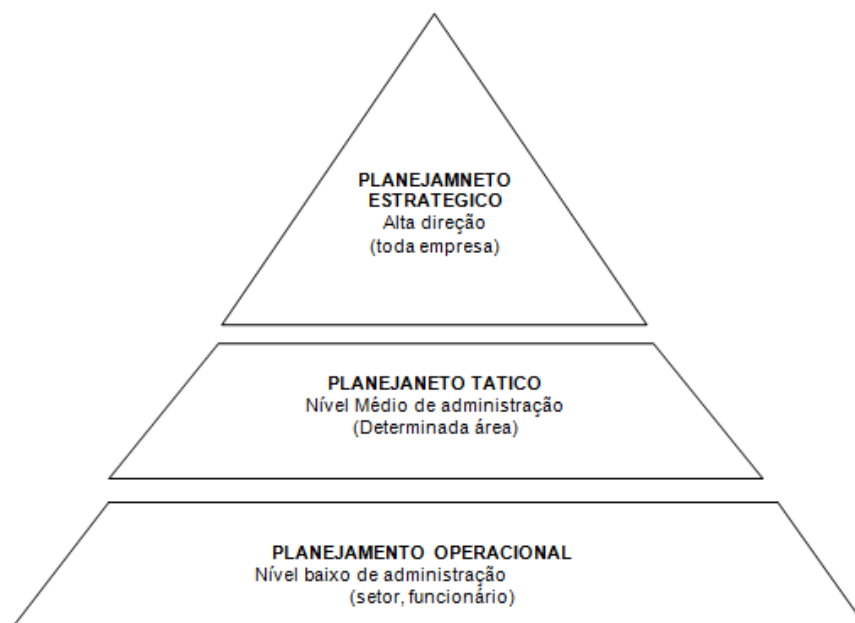 PLANEJAMNETO
ESTRATEGICO
Alta direção
(toda empresa)
PLANEJANETO TATICO
Nível Médio de administração
(Determinada área)
PLANEJAMENTO OPERACIONAL
Nível baixo de administração
(setor, funcionário)